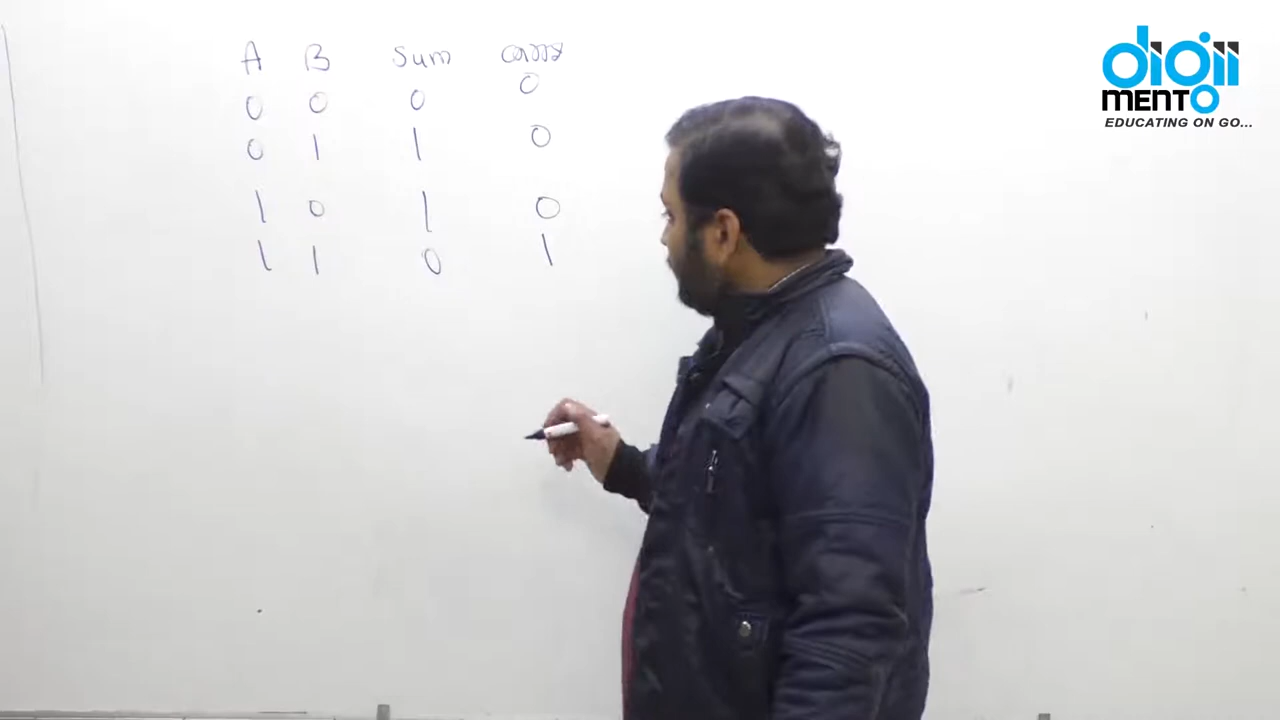 A B Sum carry
0 0 0 0
0 1 1 0
1 0 1 0
1 1 0 1
digii
mento
EDUCATING ON GO...